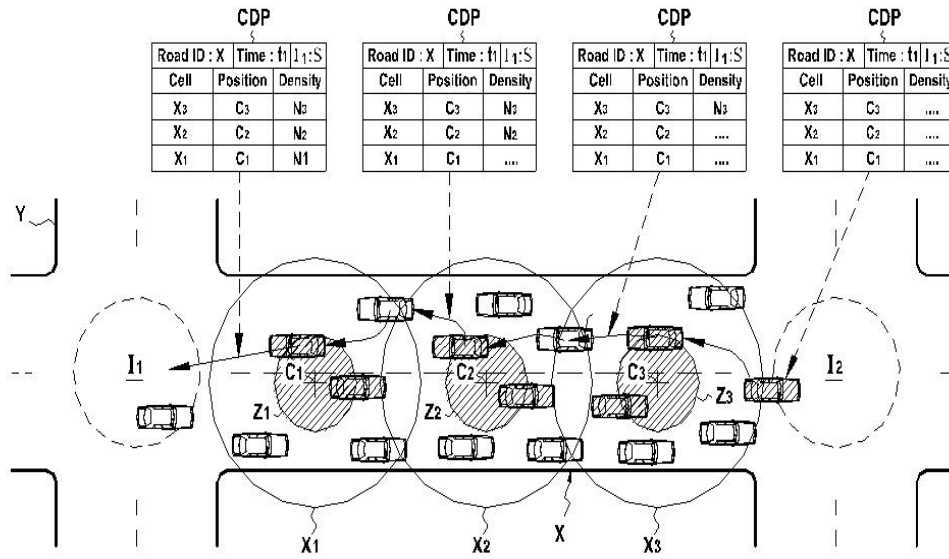 CDP CDP CDP CDP
Road ID : X Time : t1 I1:S Road ID : X Time : t1 I1:S Road ID : X Time : t1 I1:S Road ID : X Time : t1 I1:S
Cell Position Density Cell Position Density Cell Position Density Cell Position Density
X3 C3 N3 X3 C3 N3 X3 C3 N3 X3 C3 ....
X2 C2 N2 X2 C2 N2 X2 C2 .... X2 C2 ....
X1 C1 N1 X1 C1 .... X1 C1 .... X1 C1 ....
Y
I1 C1 C2 C3 I2
Z1 Z2 Z3
X1 X2 X X3